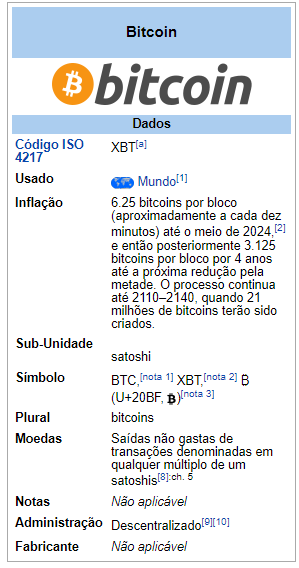 Bitcoin
bitcoin
Dados
Código ISO
4217
XBT[a]
Usado
Mundo[1]
Inflação
6.25 bitcoins por bloco
(aproximadamente a cada dez
minutos) até o meio de 2024,[2]
e então posteriormente 3.125
bitcoins por bloco por 4 anos
até a próxima redução pela
metade. O processo continua
até 2110–2140, quando 21
milhões de bitcoins terão sido
criados.
Sub-Unidade
satoshi
Símbolo
BTC,[nota 1] XBT,[nota 2] ₿
(U+20BF, ₿)[nota 3]
Plural
bitcoins
Moedas
Saídas não gastas de
transações denominadas em
qualquer múltiplo de um
satoshis[8]:ch. 5
Notas
Não aplicável
Administração
Descentralizado[9][10]
Fabricante
Não aplicável